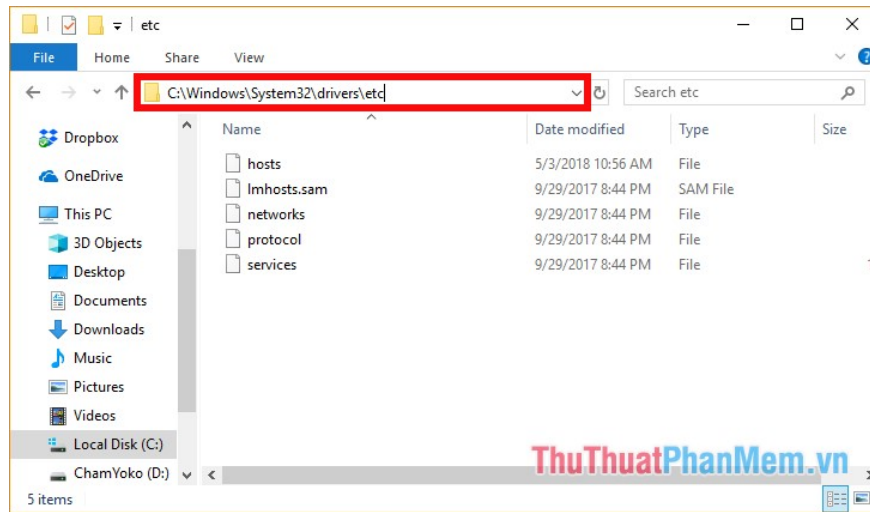 etc
File Home Share View
C:\Windows\System32\drivers\etc Search etc
Name Date modified Type Size
hosts 5/3/2018 10:56 AM File
lmhosts.sam 9/29/2017 8:44 PM SAM File
networks 9/29/2017 8:44 PM File
protocol 9/29/2017 8:44 PM File
services 9/29/2017 8:44 PM File
Dropbox
OneDrive
This PC
3D Objects
Desktop
Documents
Downloads
Music
Pictures
Videos
Local Disk (C:)
ChamYoko (D:)
ThuThuatPhanMem.vn
5 items